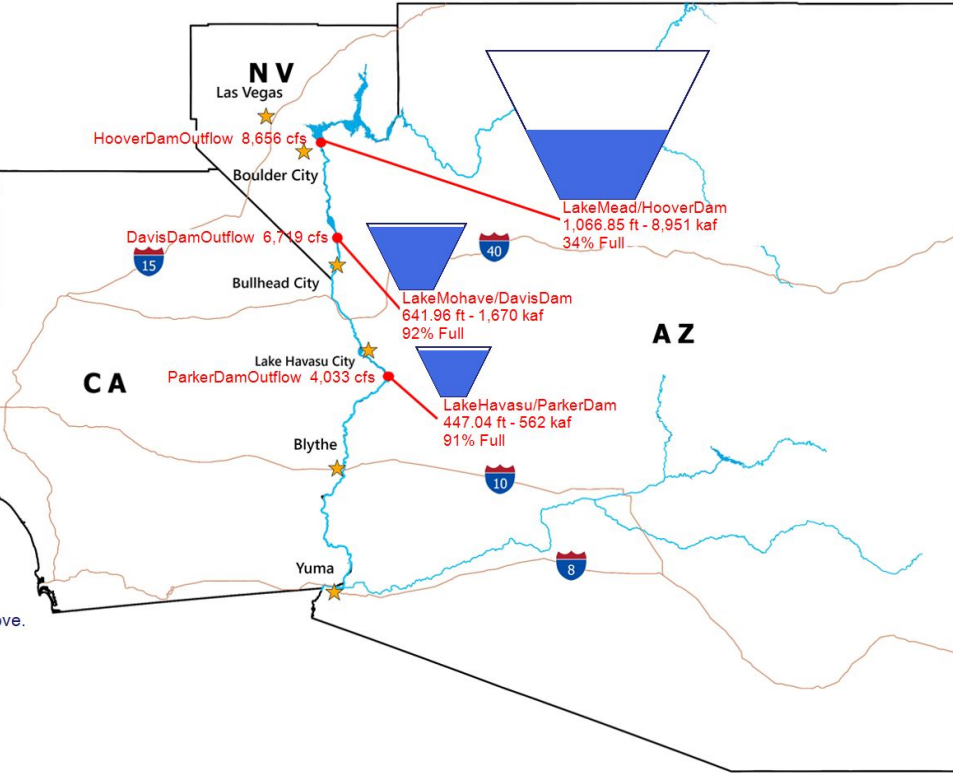 N V
Las Vegas
HooverDamOutflow 8,656 cfs
Boulder City
LakeMead/HooverDam
1,066.85 ft - 8,951 kaf
34% Full
DavisDamOutflow 6,719 cfs
15
40
Bullhead City
LakeMohave/DavisDam
641.96 ft - 1,670 kaf
92% Full
A Z
Lake Havasu City
C A
ParkerDamOutflow 4,033 cfs
LakeHavasu/ParkerDam
447.04 ft - 562 kaf
91% Full
Blythe
10
Yuma
8
ove.